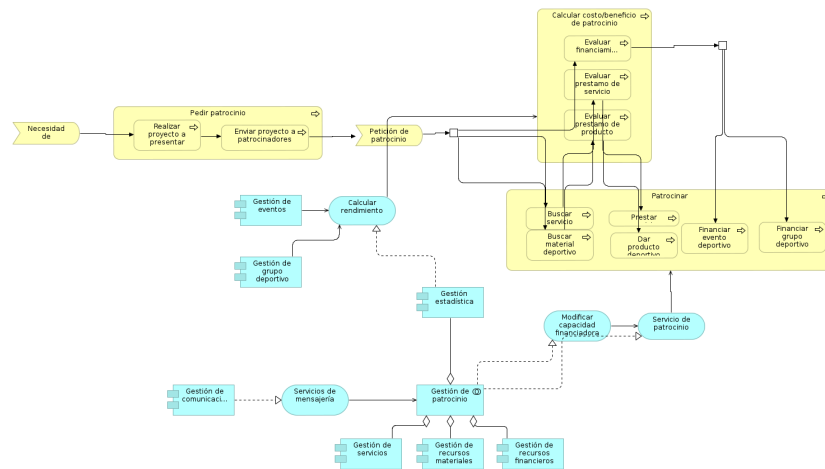 Calcular costo/beneficio
de patrocinio
Evaluar
financiami...
Evaluar
prestamo de
servicio
Evaluar
prestamo de
producto
Pedir patrocinio
Necesidad
de
Realizar
proyecto a
presentar
Enviar proyecto a
patrocinadores
Petición de
patrocinio
Patrocinar
Buscar
servicio
Buscar
material
deportivo
Prestar
Dar
producto
deportivo
Financiar
evento
deportivo
Financiar
grupo
deportivo
Gestión de
eventos
Calcular
rendimiento
Gestión de
grupo
deportivo
Gestión
estadística
Modificar
capacidad
financiadora
Servicio de
patrocinio
Gestión de
comunicaci...
Servicios de
mensajería
Gestión de
patrocinio
Gestión de
servicios
Gestión de
recursos
materiales
Gestión de
recursos
financieros